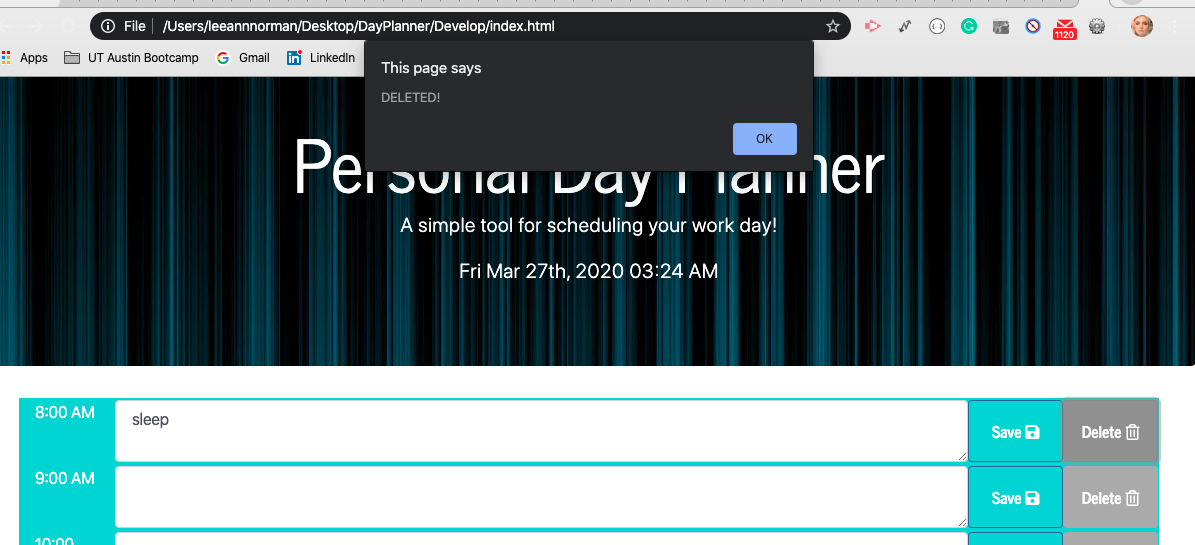 File /Users/leeannnorman/Desktop/DayPlanner/Develop/index.html
1120
Apps UT Austin Bootcamp Gmail LinkedIn
This page says
DELETED!
OK
Personal Day Planner
A simple tool for scheduling your work day!
Fri Mar 27th, 2020 03:24 AM
8:00 AM sleep Save Delete
9:00 AM Save Delete
10:00